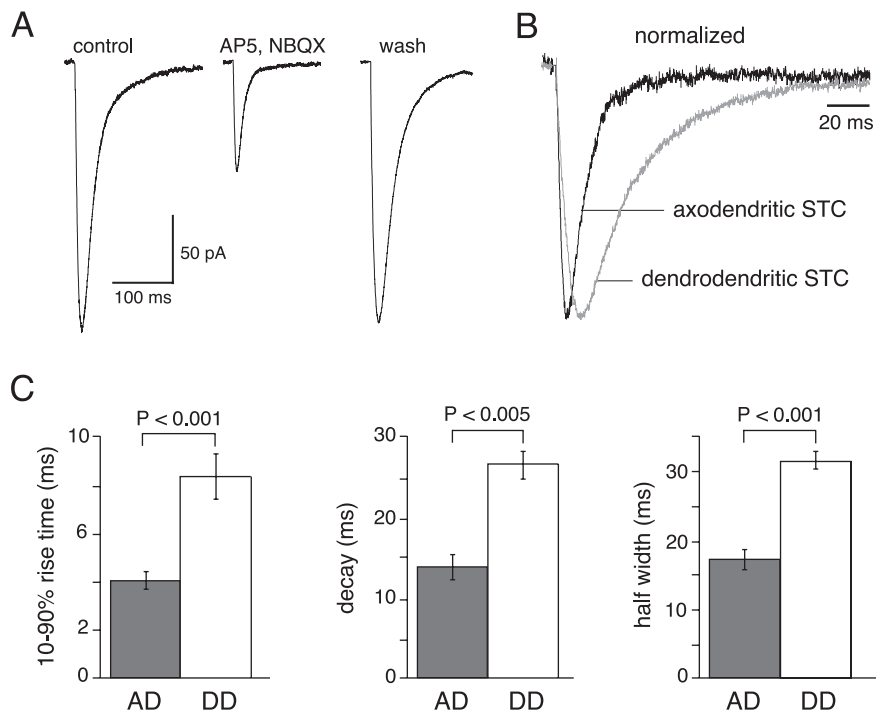 A
control
AP5, NBQX
wash
50 pA
100 ms
B
normalized
20 ms
axodendritic STC
dendrodendritic STC
C
P < 0.001
10-90% rise time (ms)
10
8
6
4
2
0
AD DD
P < 0.005
decay (ms)
30
20
10
0
AD DD
P < 0.001
half width (ms)
30
20
10
0
AD DD